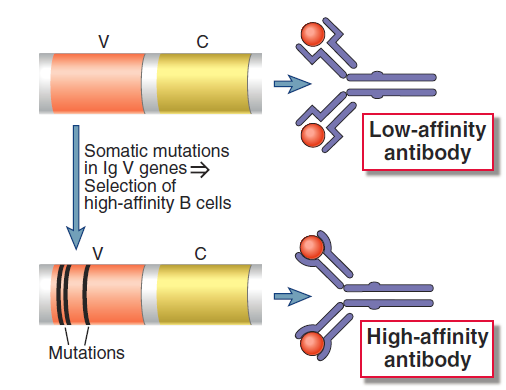 V
C
Low-affinity
antibody
Somatic mutations
in Ig V genes⇒
Selection of
high-affinity B cells
V
C
Mutations
High-affinity
antibody